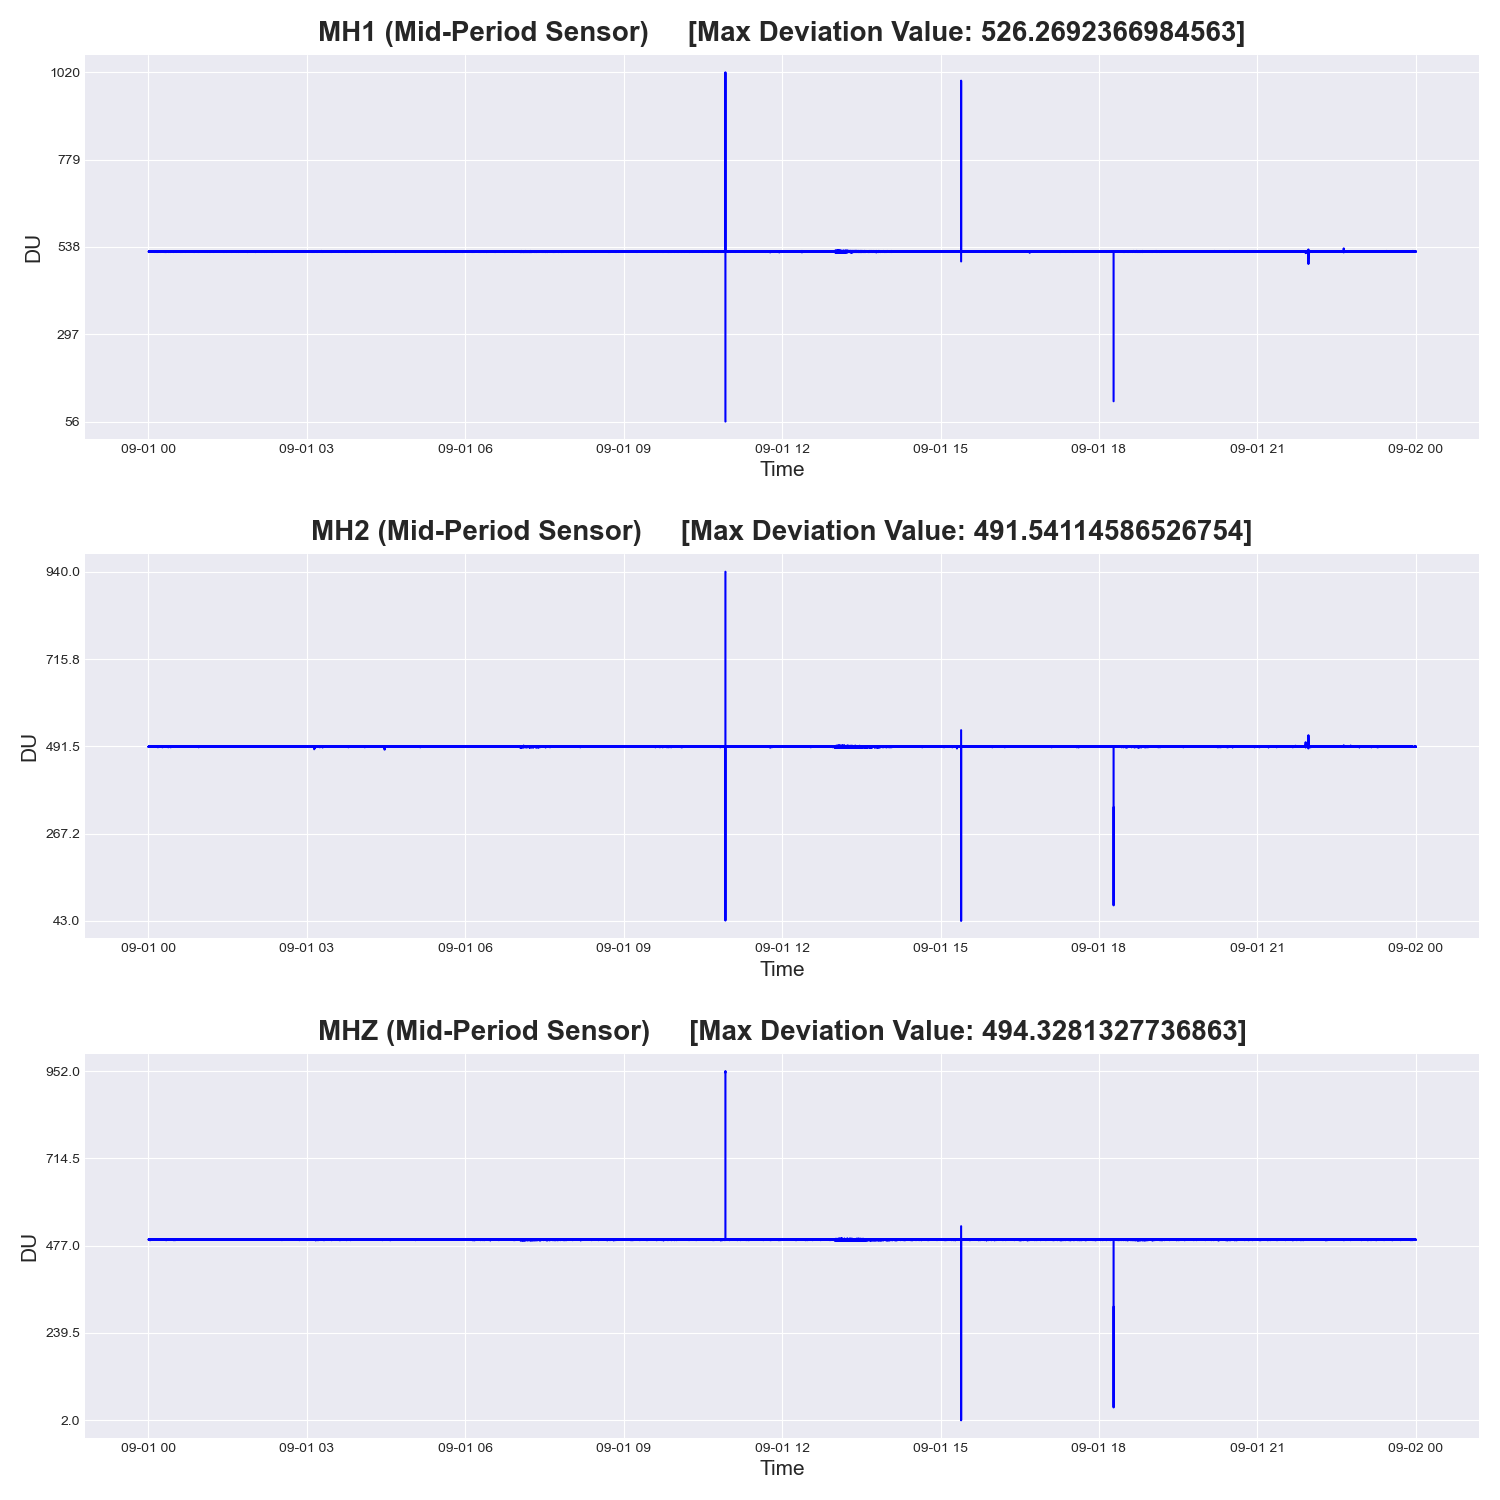 MH1 (Mid-Period Sensor) [Max Deviation Value: 526.2692366984563]
1020
779
538
297
56
DU
09-01 00 09-01 03 09-01 06 09-01 09 09-01 12 09-01 15 09-01 18 09-01 21 09-02 00
Time
MH2 (Mid-Period Sensor) [Max Deviation Value: 491.54114586526754]
940.0
715.8
491.5
267.2
43.0
DU
09-01 00 09-01 03 09-01 06 09-01 09 09-01 12 09-01 15 09-01 18 09-01 21 09-02 00
Time
MHZ (Mid-Period Sensor) [Max Deviation Value: 494.3281327736863]
952.0
714.5
477.0
239.5
2.0
DU
09-01 00 09-01 03 09-01 06 09-01 09 09-01 12 09-01 15 09-01 18 09-01 21 09-02 00
Time